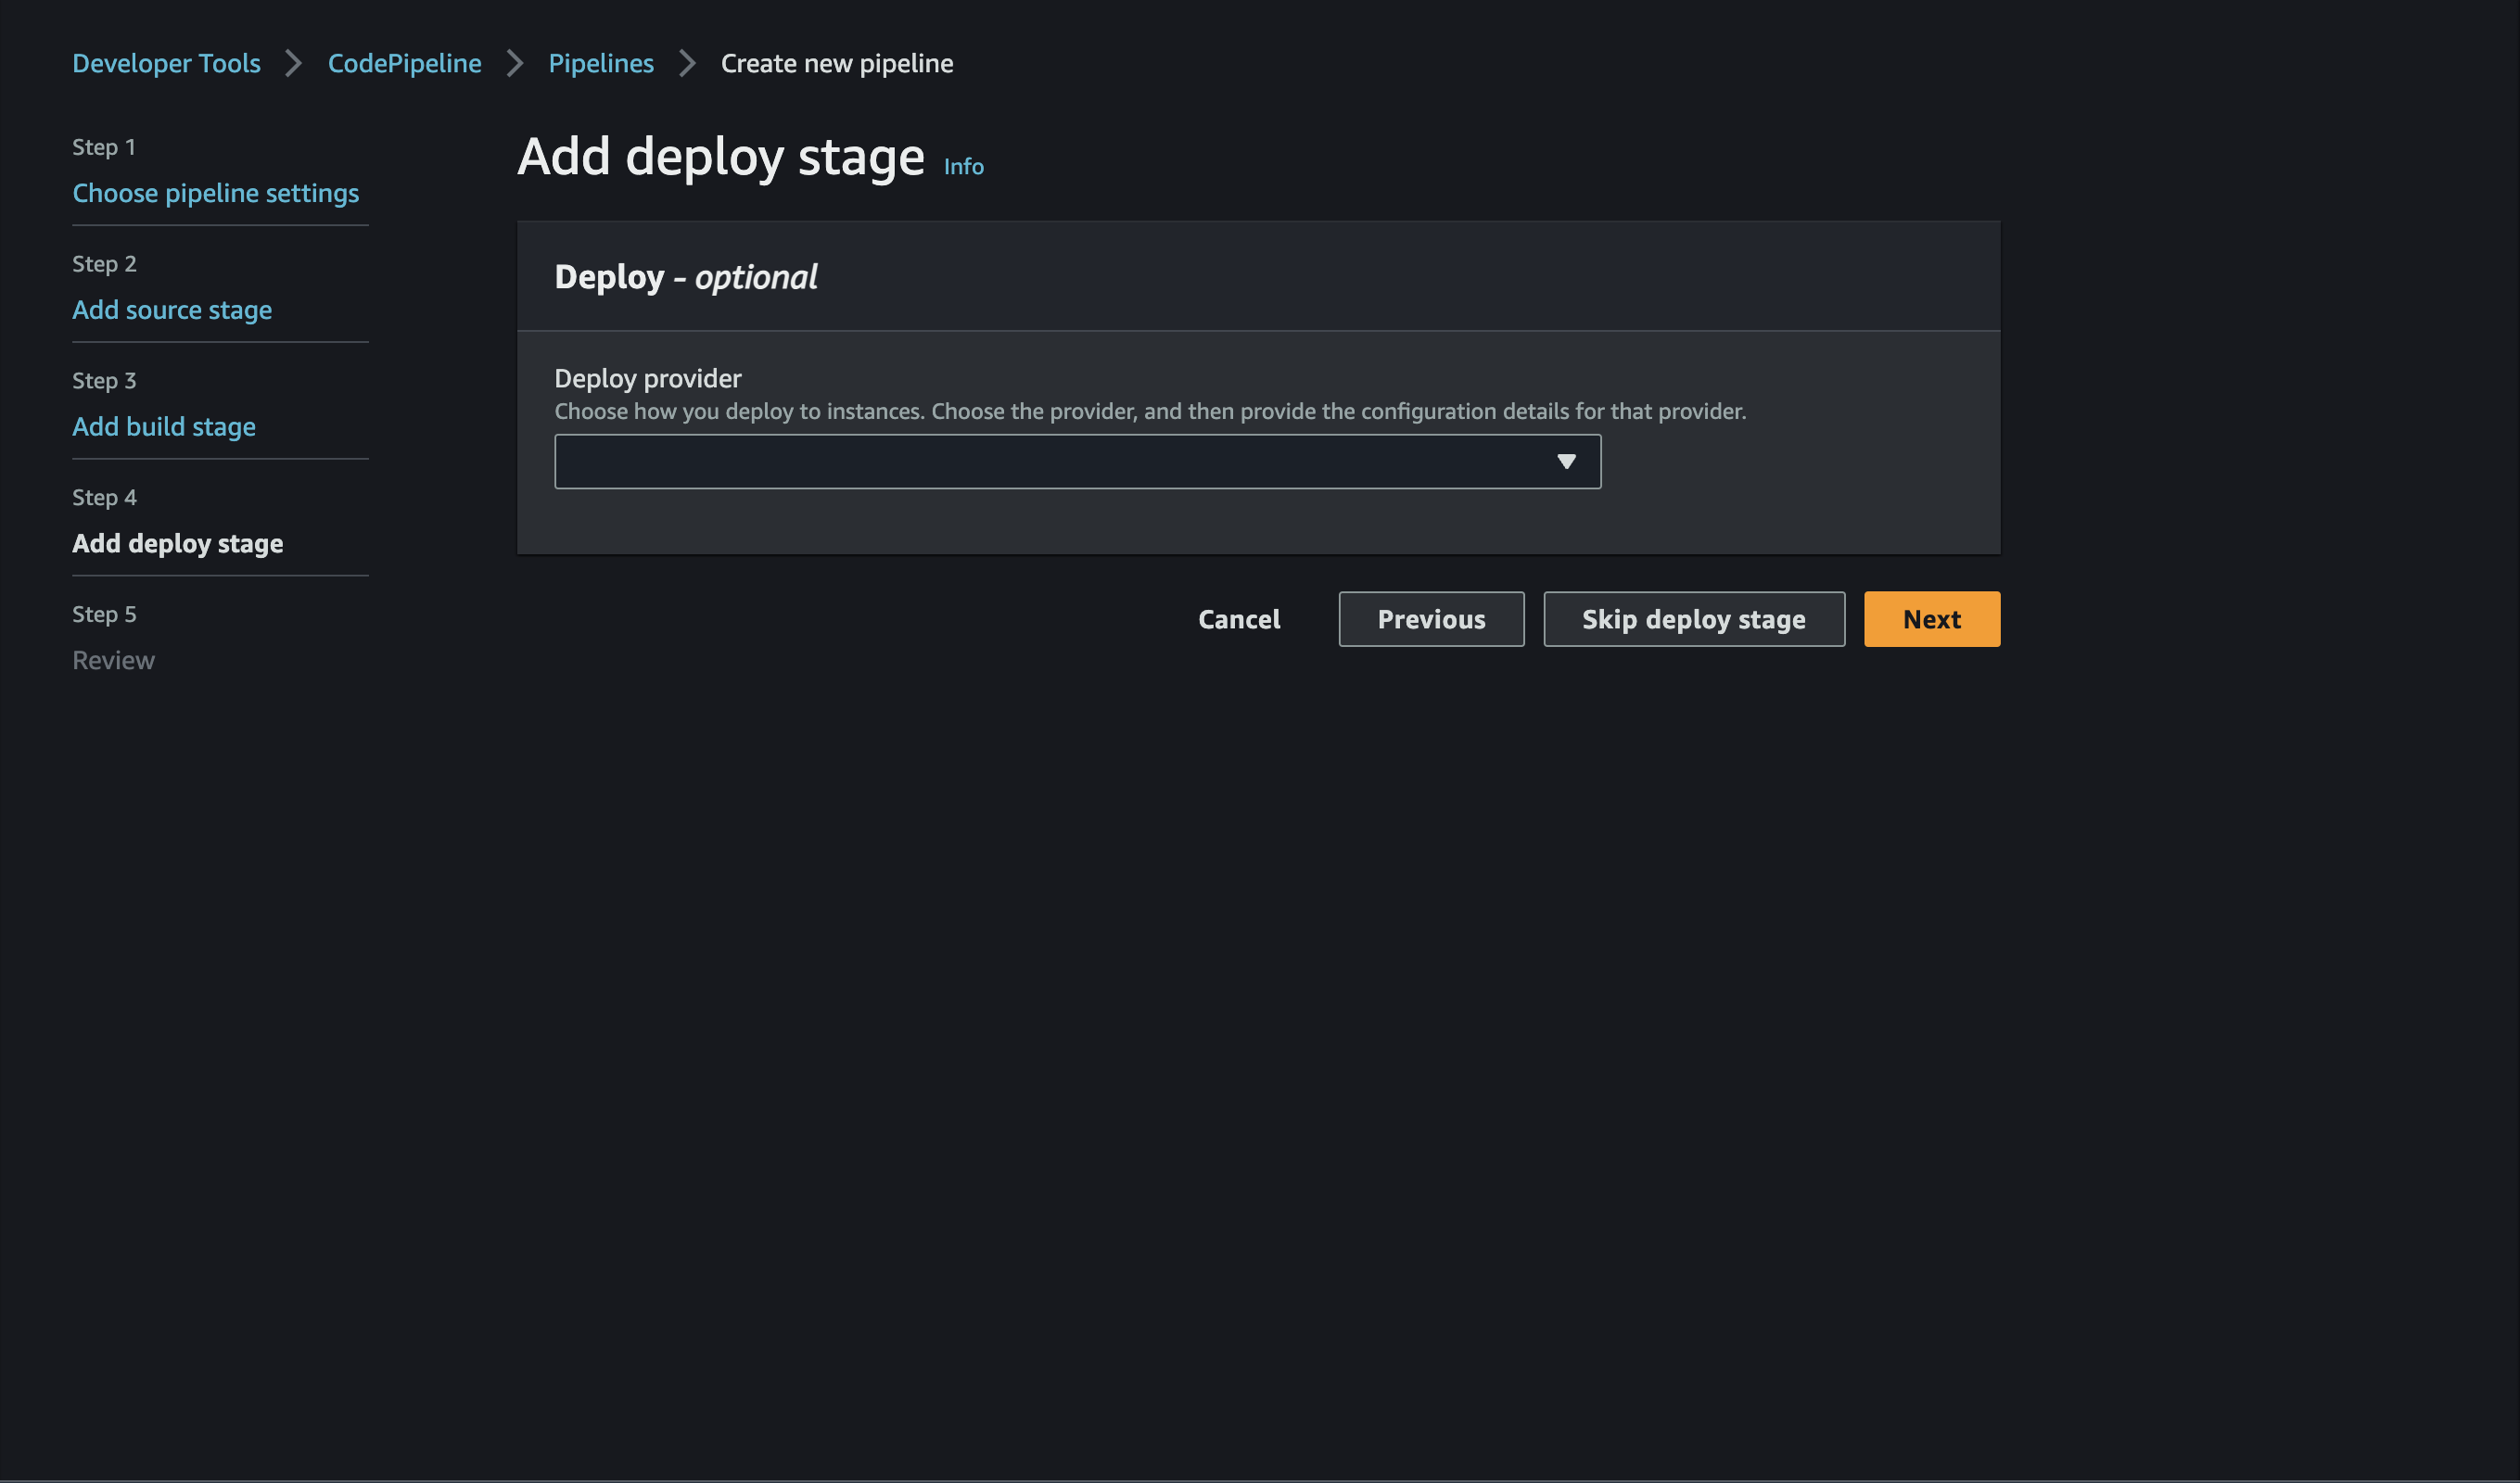 Developer Tools
CodePipeline
Pipelines
Create new pipeline
Step 1
Choose pipeline settings
Step 2
Add source stage
Step 3
Add build stage
Step 4
Add deploy stage
Step 5
Review
Add deploy stage Info
Deploy - optional
Deploy provider
Choose how you deploy to instances. Choose the provider, and then provide the configuration details for that provider.
Cancel
Previous
Skip deploy stage
Next